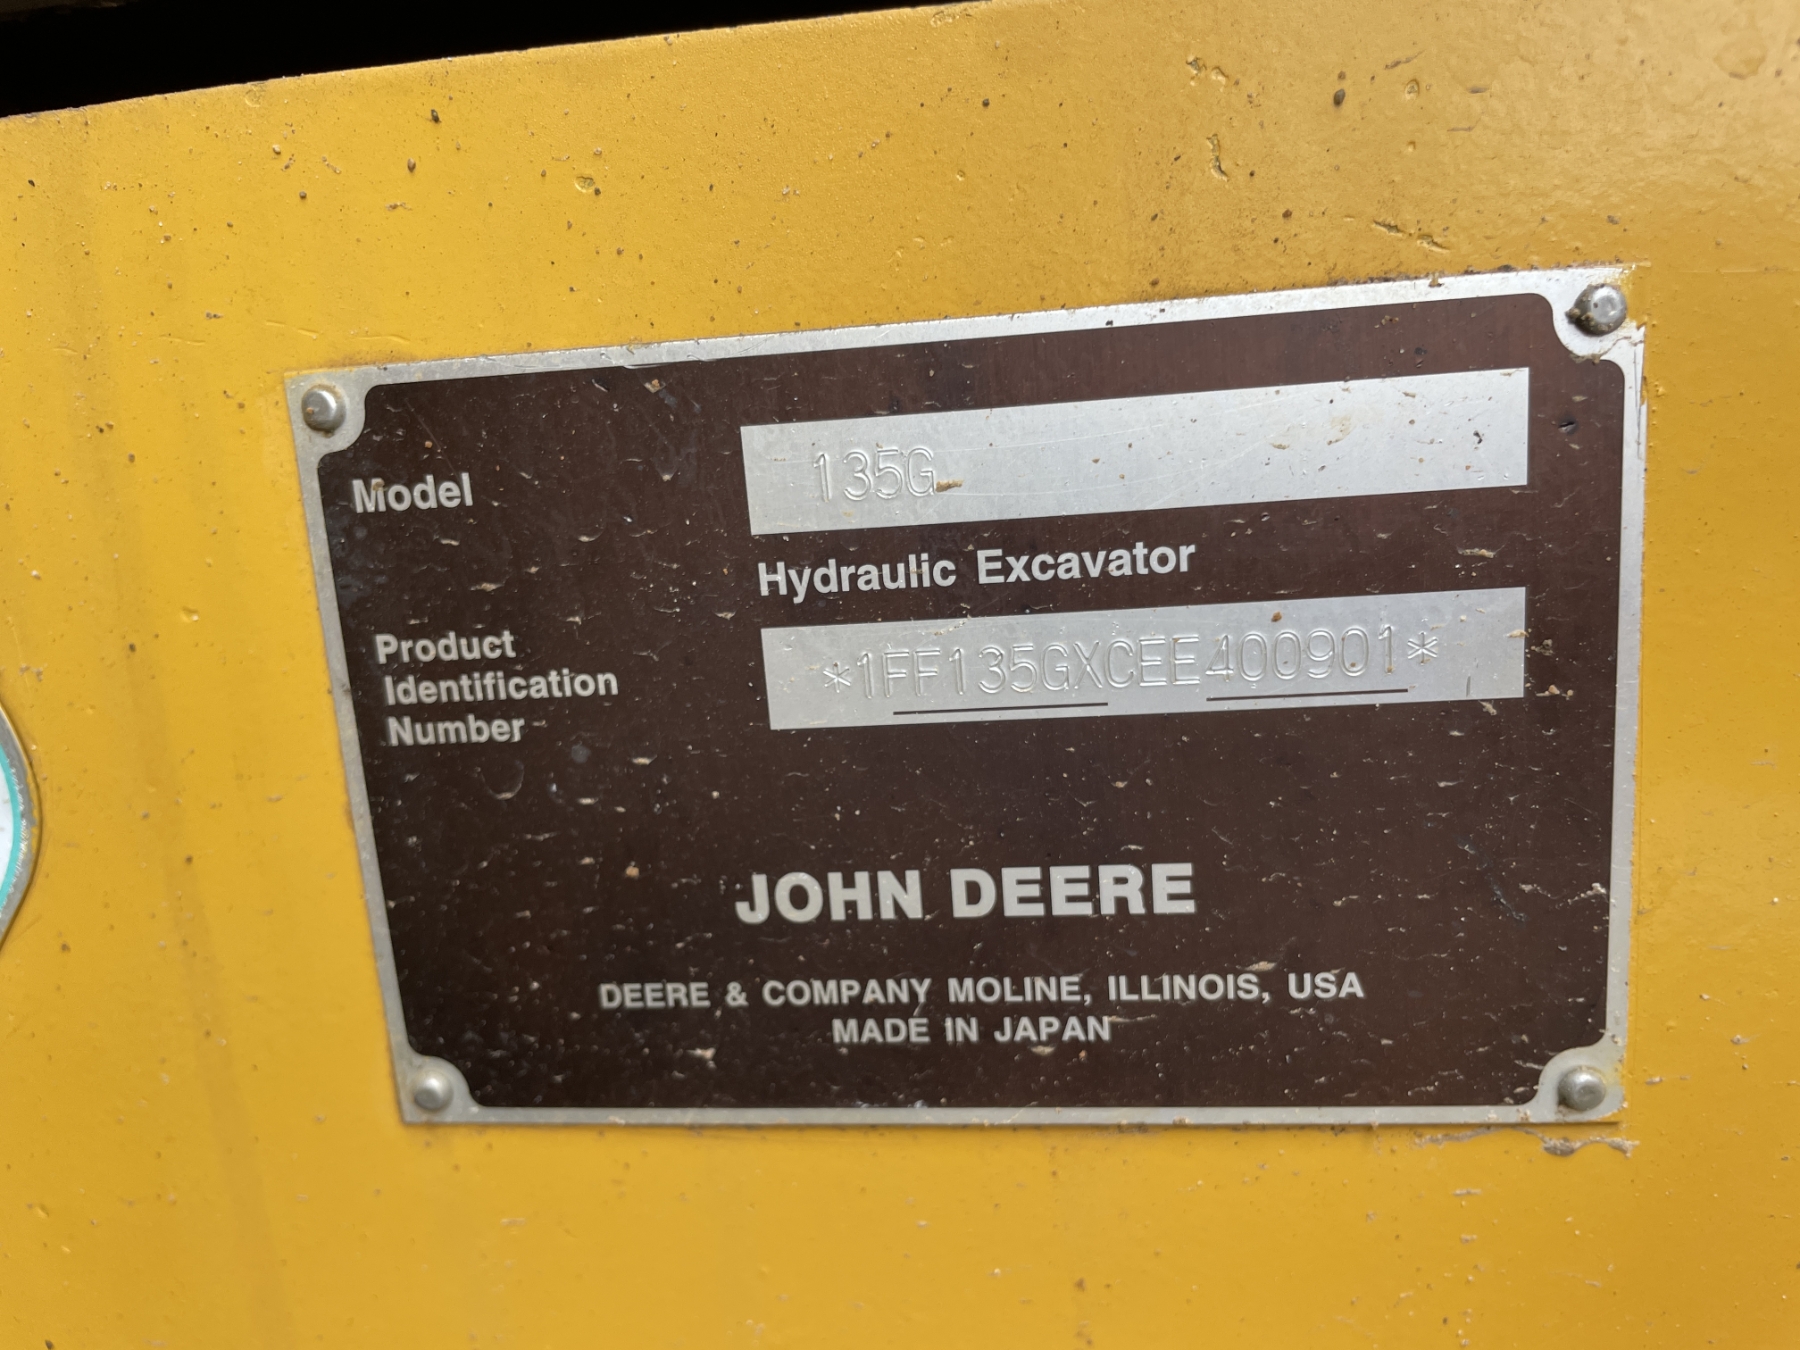 Model 135G
Hydraulic Excavator
Product
Identification
Number
*1FF135GXCEE400901*
JOHN DEERE
DEERE & COMPANY MOLINE, ILLINOIS, USA
MADE IN JAPAN